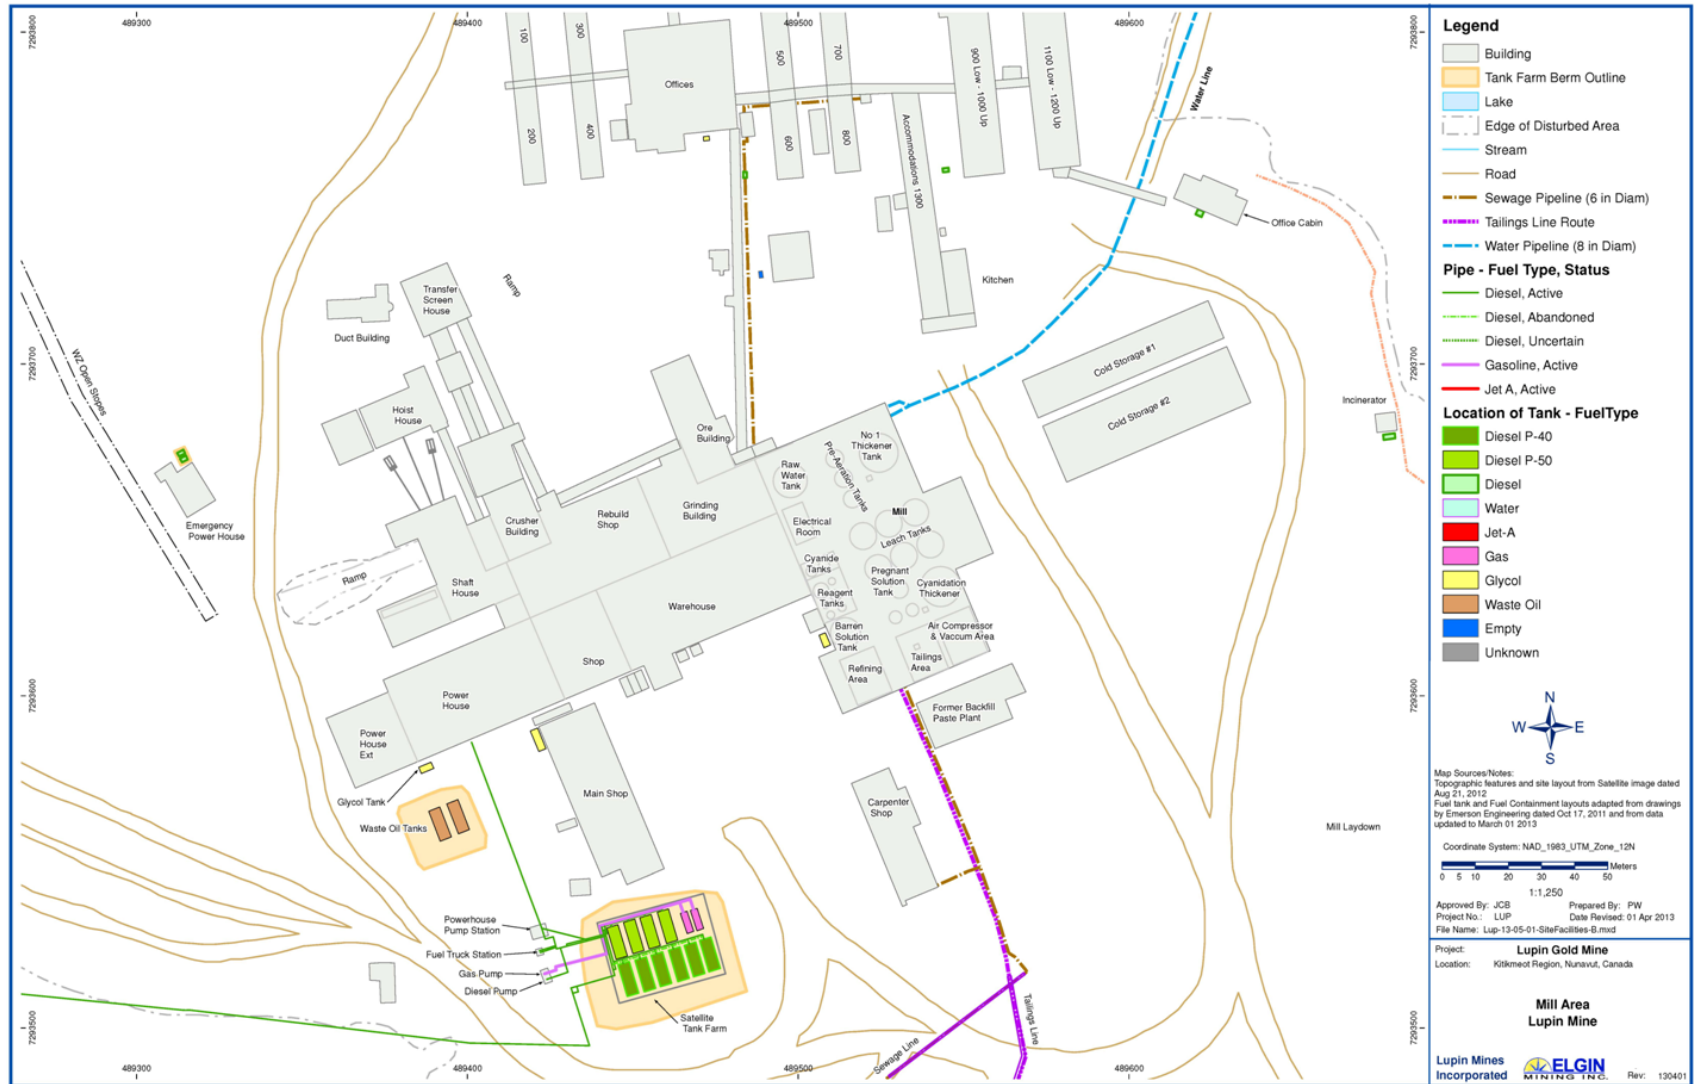 489300
489400
489500
489600
7293800
7293800
100
300
500
700
900 Low - 1000 Up
1100 Low - 1200 Up
Water Line
Offices
200
400
600
800
Accommodations 1300
Office Cabin
Kitchen
Ramp
Transfer
Screen
House
Duct Building
WZ Open Stopes
7293700
7293700
Cold Storage #1
Cold Storage #2
Incinerator
Hoist
House
Ore
Building
No 1
Thickener
Tank
Pre-Aeration Tanks
Raw
Water
Tank
Mill
Leach Tanks
Emergency
Power House
Crusher
Building
Rebuild
Shop
Grinding
Building
Electrical
Room
Cyanide
Tanks
Pregnant
Solution
Tank
Cyanidation
Thickener
Reagent
Tanks
Ramp
Shaft
House
Warehouse
Barren
Solution
Tank
Air Compressor
& Vaccum Area
Shop
Refining
Area
Tailings
Area
7293600
7293600
Power
House
Former Backfill
Paste Plant
Power
House
Ext
Glycol Tank
Main Shop
Carpenter
Shop
Waste Oil Tanks
Mill Laydown
Powerhouse
Pump Station
Fuel Truck Station
Gas Pump
Diesel Pump
Satellite
Tank Farm
Tailings Line
Sewage Line
7293500
7293500
489300
489400
489500
489600
Legend
Building
Tank Farm Berm Outline
Lake
Edge of Disturbed Area
Stream
Road
Sewage Pipeline (6 in Diam)
Tailings Line Route
Water Pipeline (8 in Diam)
Pipe - Fuel Type, Status
Diesel, Active
Diesel, Abandoned
Diesel, Uncertain
Gasoline, Active
Jet A, Active
Location of Tank - FuelType
Diesel P-40
Diesel P-50
Diesel
Water
Jet-A
Gas
Glycol
Waste Oil
Empty
Unknown
N
W E
S
Map Sources/Notes:
Topographic features and site layout from Satellite image dated
Aug 21, 2012
Fuel tank and Fuel Containment layouts adapted from drawings
by Emerson Engineering dated Oct 17, 2011 and from data
updated to March 01 2013
Coordinate System: NAD_1983_UTM_Zone_12N
Meters
0 5 10 20 30 40 50
1:1,250
Approved By: JCB Prepared By: PW
Project No.: LUP Date Revised: 01 Apr 2013
File Name: Lup-13-05-01-SiteFacilities-B.mxd
Project: Lupin Gold Mine
Location: Kitikmeot Region, Nunavut, Canada
Mill Area
Lupin Mine
Lupin Mines
Incorporated
ELGIN
MINING INC.
Rev: 130401